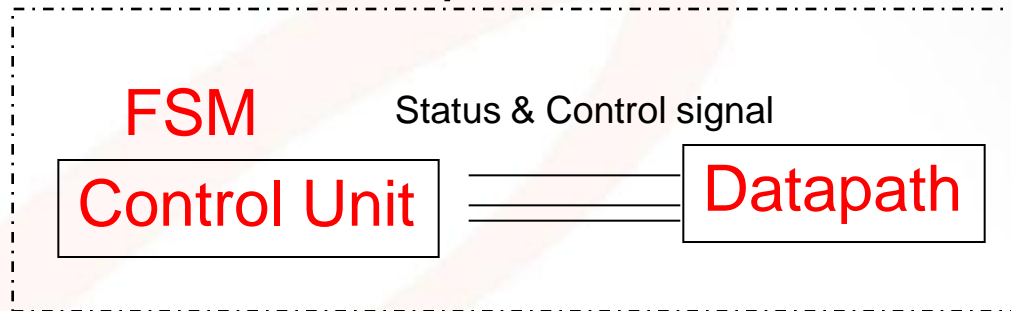 FSM
Status & Control signal
Control Unit
Datapath